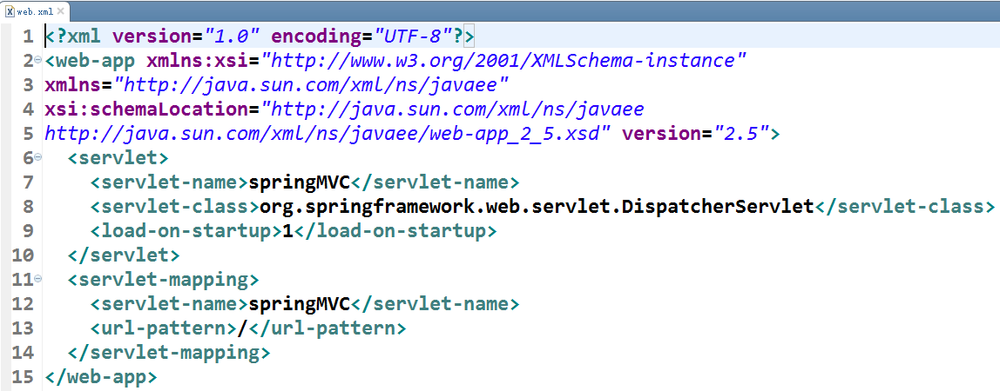 web.xml
1 <?xml version="1.0" encoding="UTF-8"?>
2 <web-app xmlns:xsi="http://www.w3.org/2001/XMLSchema-instance"
3 xmlns="http://java.sun.com/xml/ns/javaee"
4 xsi:schemaLocation="http://java.sun.com/xml/ns/javaee
5 http://java.sun.com/xml/ns/javaee/web-app_2_5.xsd" version="2.5">
6   <servlet>
7     <servlet-name>springMVC</servlet-name>
8     <servlet-class>org.springframework.web.servlet.DispatcherServlet</servlet-class>
9     <load-on-startup>1</load-on-startup>
10   </servlet>
11   <servlet-mapping>
12     <servlet-name>springMVC</servlet-name>
13     <url-pattern>/</url-pattern>
14   </servlet-mapping>
15 </web-app>